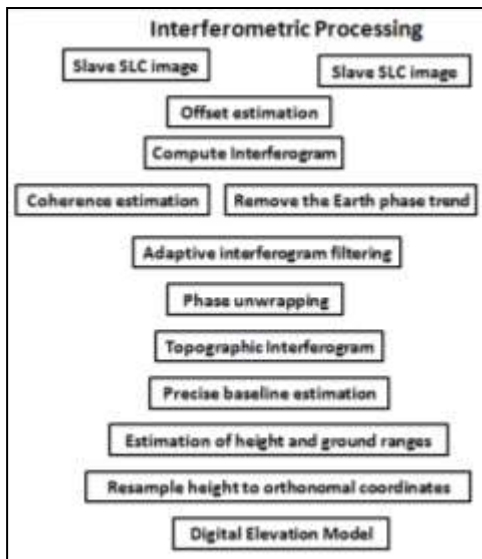 Interferometric Processing
Slave SLC image
Slave SLC image
Offset estimation
Compute Interferogram
Coherence estimation
Remove the Earth phase trend
Adaptive interferogram filtering
Phase unwrapping
Topographic Interferogram
Precise baseline estimation
Estimation of height and ground ranges
Resample height to orthonomal coordinates
Digital Elevation Model